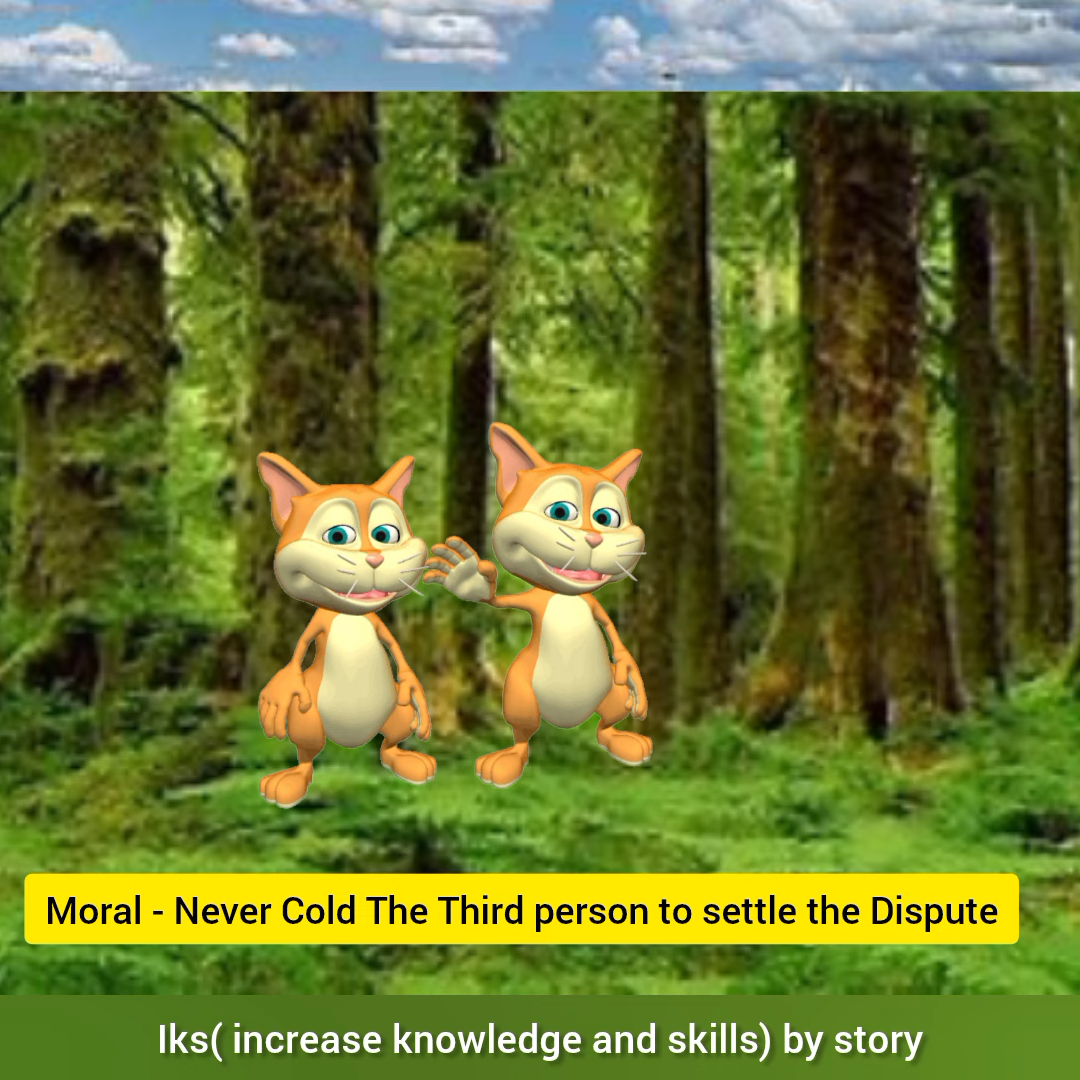 Moral - Never Cold The Third person to settle the Dispute
Iks( increase knowledge and skills) by story